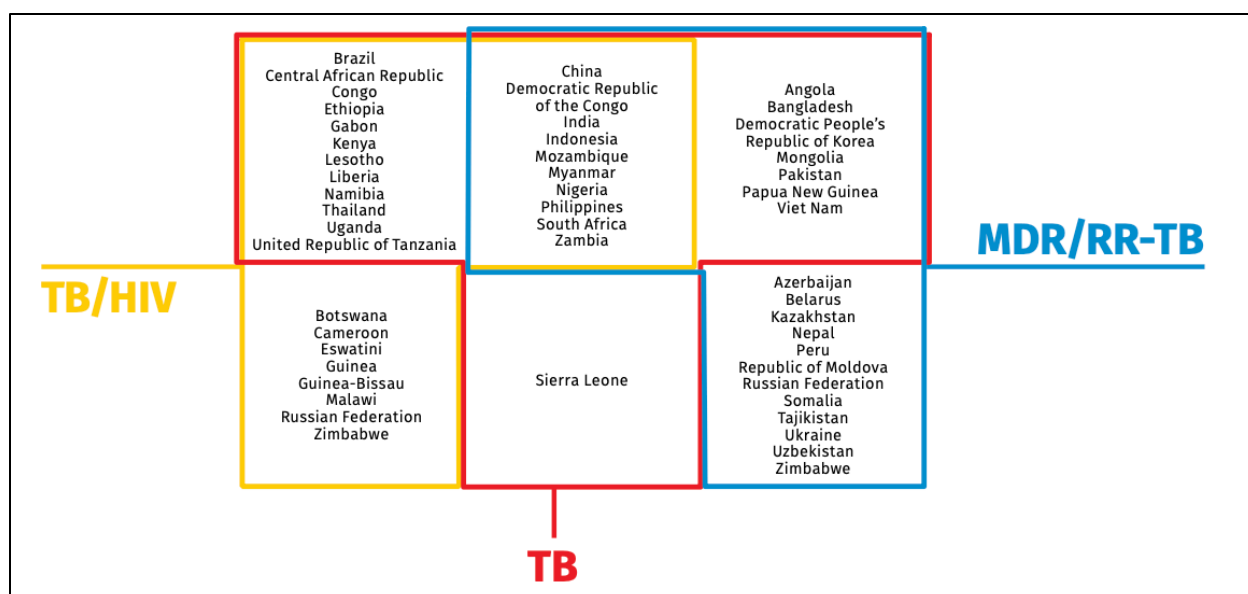 Brazil
Central African Republic
Congo
Ethiopia
Gabon
Kenya
Lesotho
Liberia
Namibia
Thailand
Uganda
United Republic of Tanzania
China
Democratic Republic
of the Congo
India
Indonesia
Mozambique
Myanmar
Nigeria
Philippines
South Africa
Zambia
Angola
Bangladesh
Democratic People's
Republic of Korea
Mongolia
Pakistan
Papua New Guinea
Viet Nam
MDR/RR-TB
TB/HIV
Botswana
Cameroon
Eswatini
Guinea
Guinea-Bissau
Malawi
Russian Federation
Zimbabwe
Sierra Leone
Azerbaijan
Belarus
Kazakhstan
Nepal
Peru
Republic of Moldova
Russian Federation
Somalia
Tajikistan
Ukraine
Uzbekistan
Zimbabwe
TB